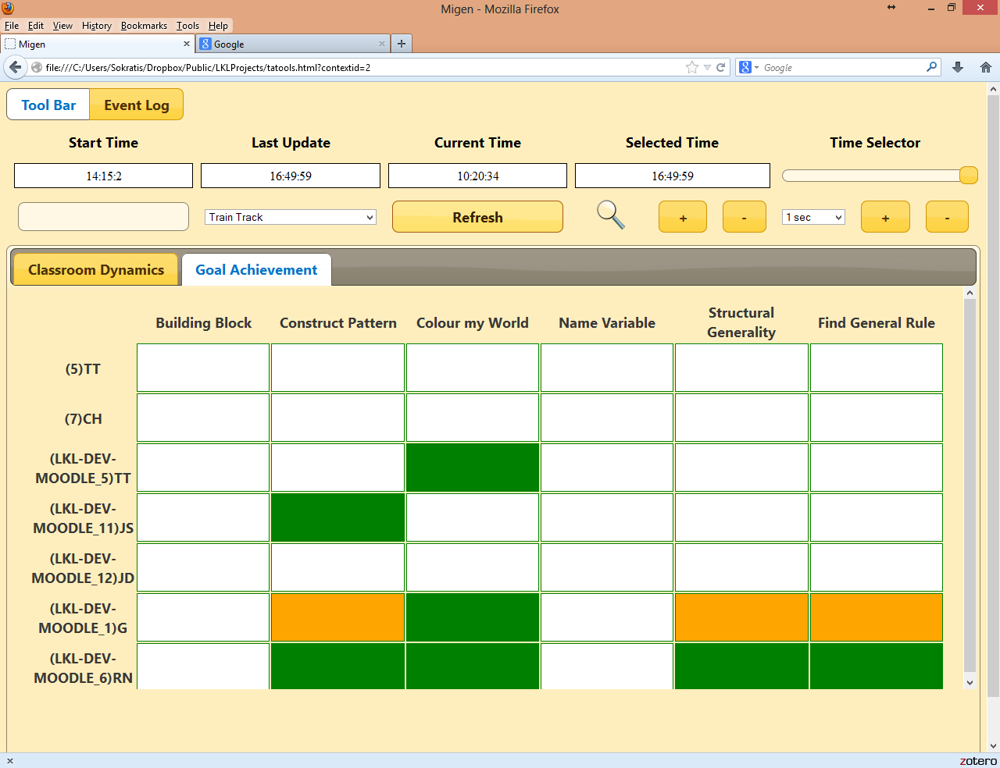 Migen - Mozilla Firefox
File Edit View History Bookmarks Tools Help
Migen × Google × +
file:///C:/Users/Sokratis/Dropbox/Public/LKLProjects/tatools.html?contextid=2
Google
Tool Bar Event Log
Start Time Last Update Current Time Selected Time Time Selector
14:15:2 16:49:59 10:20:34 16:49:59
Train Track Refresh + - 1 sec + -
Classroom Dynamics Goal Achievement
Building Block Construct Pattern Colour my World Name Variable Structural Generality Find General Rule
(5)TT
(7)CH
(LKL-DEV-
MOODLE_5)TT
(LKL-DEV-
MOODLE_11)JS
(LKL-DEV-
MOODLE_12)JD
(LKL-DEV-
MOODLE_1)G
(LKL-DEV-
MOODLE_6)RN
× zotero